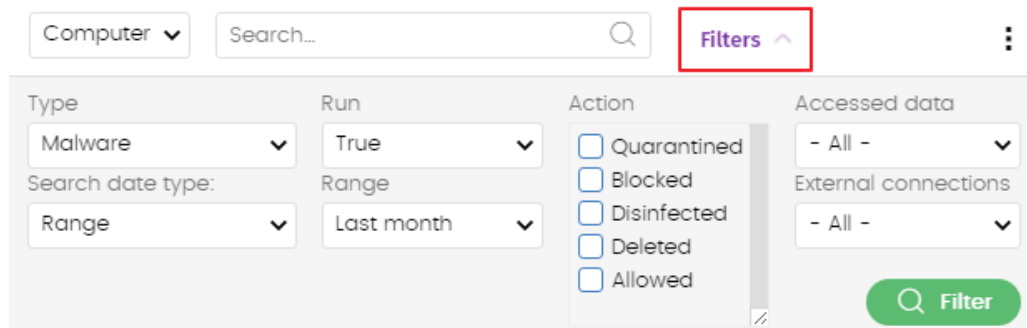 Computer Search... Filters
Type Run Action Accessed data
Malware True Quarantined - All -
Search date type: Range Blocked External connections
Range Last month Disinfected - All -
Deleted
Allowed
Filter